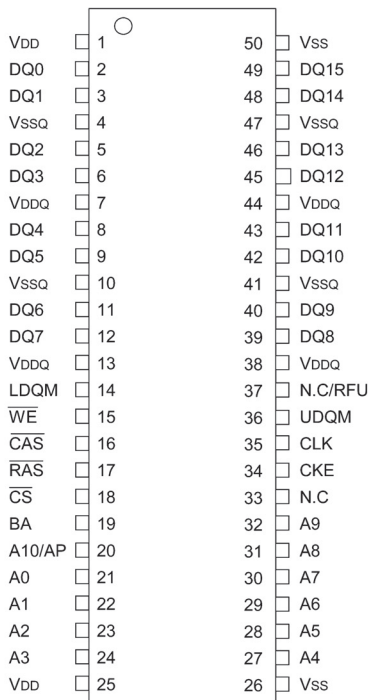 VDD 1 50 VSS
DQ0 2 49 DQ15
DQ1 3 48 DQ14
VSSQ 4 47 VSSQ
DQ2 5 46 DQ13
DQ3 6 45 DQ12
VDDQ 7 44 VDDQ
DQ4 8 43 DQ11
DQ5 9 42 DQ10
VSSQ 10 41 VSSQ
DQ6 11 40 DQ9
DQ7 12 39 DQ8
VDDQ 13 38 VDDQ
LDQM 14 37 N.C/RFU
W̅E̅ 15 36 UDQM
C̅A̅S̅ 16 35 CLK
R̅A̅S̅ 17 34 CKE
C̅S̅ 18 33 N.C
BA 19 32 A9
A10/AP 20 31 A8
A0 21 30 A7
A1 22 29 A6
A2 23 28 A5
A3 24 27 A4
VDD 25 26 VSS